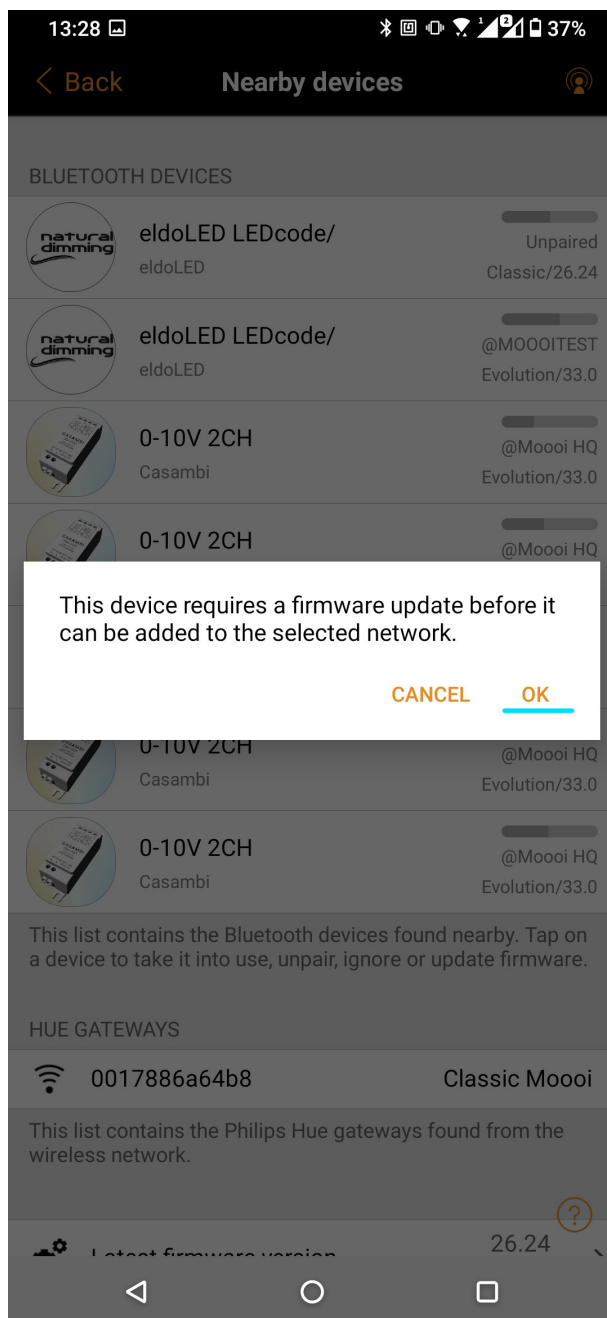 13:28
1
2
37%
Back
Nearby devices
BLUETOOTH DEVICES
natural
dimming
eldoLED LEDcode/
eldoLED
Unpaired
Classic/26.24
natural
dimming
eldoLED LEDcode/
eldoLED
@MOOOITEST
Evolution/33.0
0-10V 2CH
Casambi
@Moooi HQ
Evolution/33.0
0-10V 2CH
@Moooi HQ
This device requires a firmware update before it
can be added to the selected network.
CANCEL
OK
0-10V 2CH
Casambi
@Moooi HQ
Evolution/33.0
0-10V 2CH
Casambi
@Moooi HQ
Evolution/33.0
This list contains the Bluetooth devices found nearby. Tap on
a device to take it into use, unpair, ignore or update firmware.
HUE GATEWAYS
0017886a64b8
Classic Moooi
This list contains the Philips Hue gateways found from the
wireless network.
?
Latest firmware version
26.24